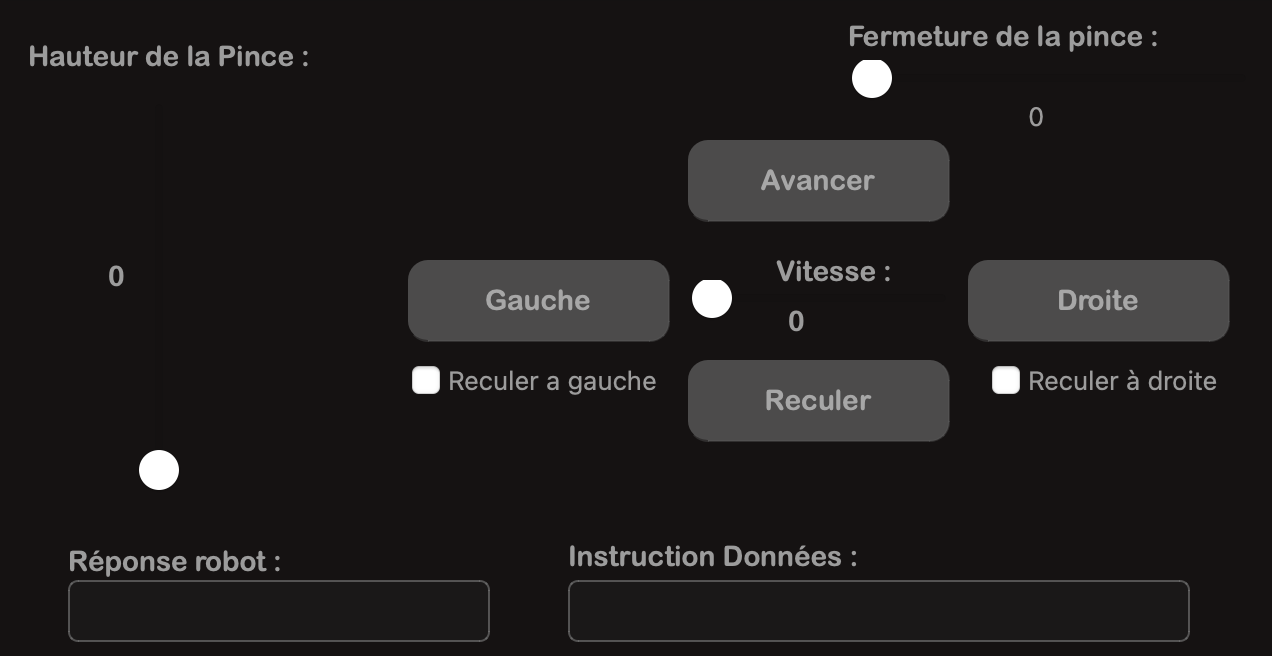 Hauteur de la Pince :
Fermeture de la pince :
0
Avancer
0
Gauche
Vitesse :
0
Droite
Reculer a gauche
Reculer
Reculer à droite
Réponse robot :
Instruction Données :